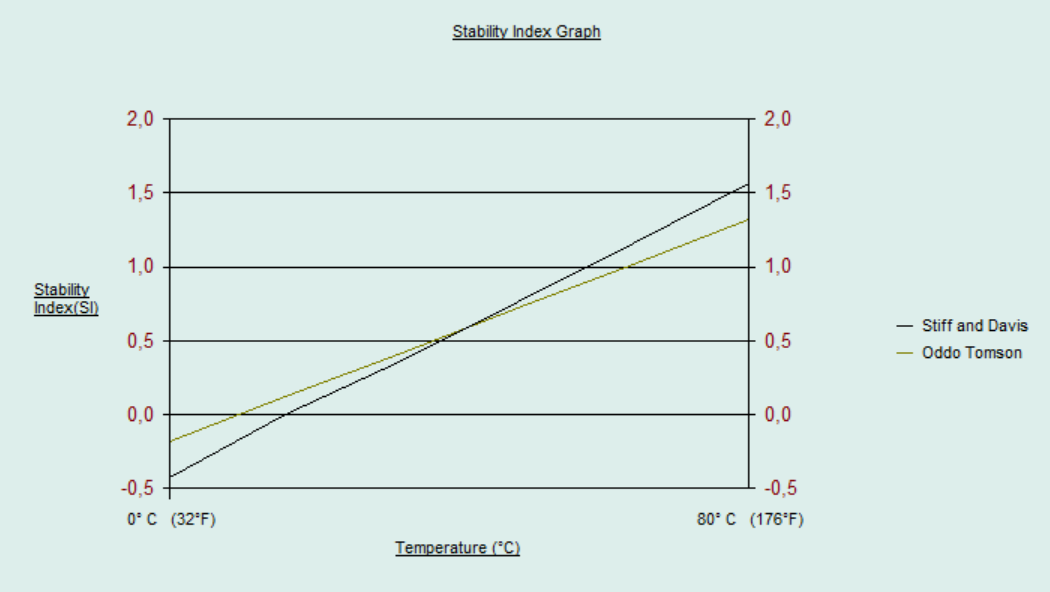 Stability Index Graph
2,0 2,0
1,5 1,5
1,0 1,0
Stability
Index(SI)
0,5 0,5
Stiff and Davis
Oddo Tomson
0,0 0,0
-0,5 -0,5
0° C (32°F) 80° C (176°F)
Temperature (°C)